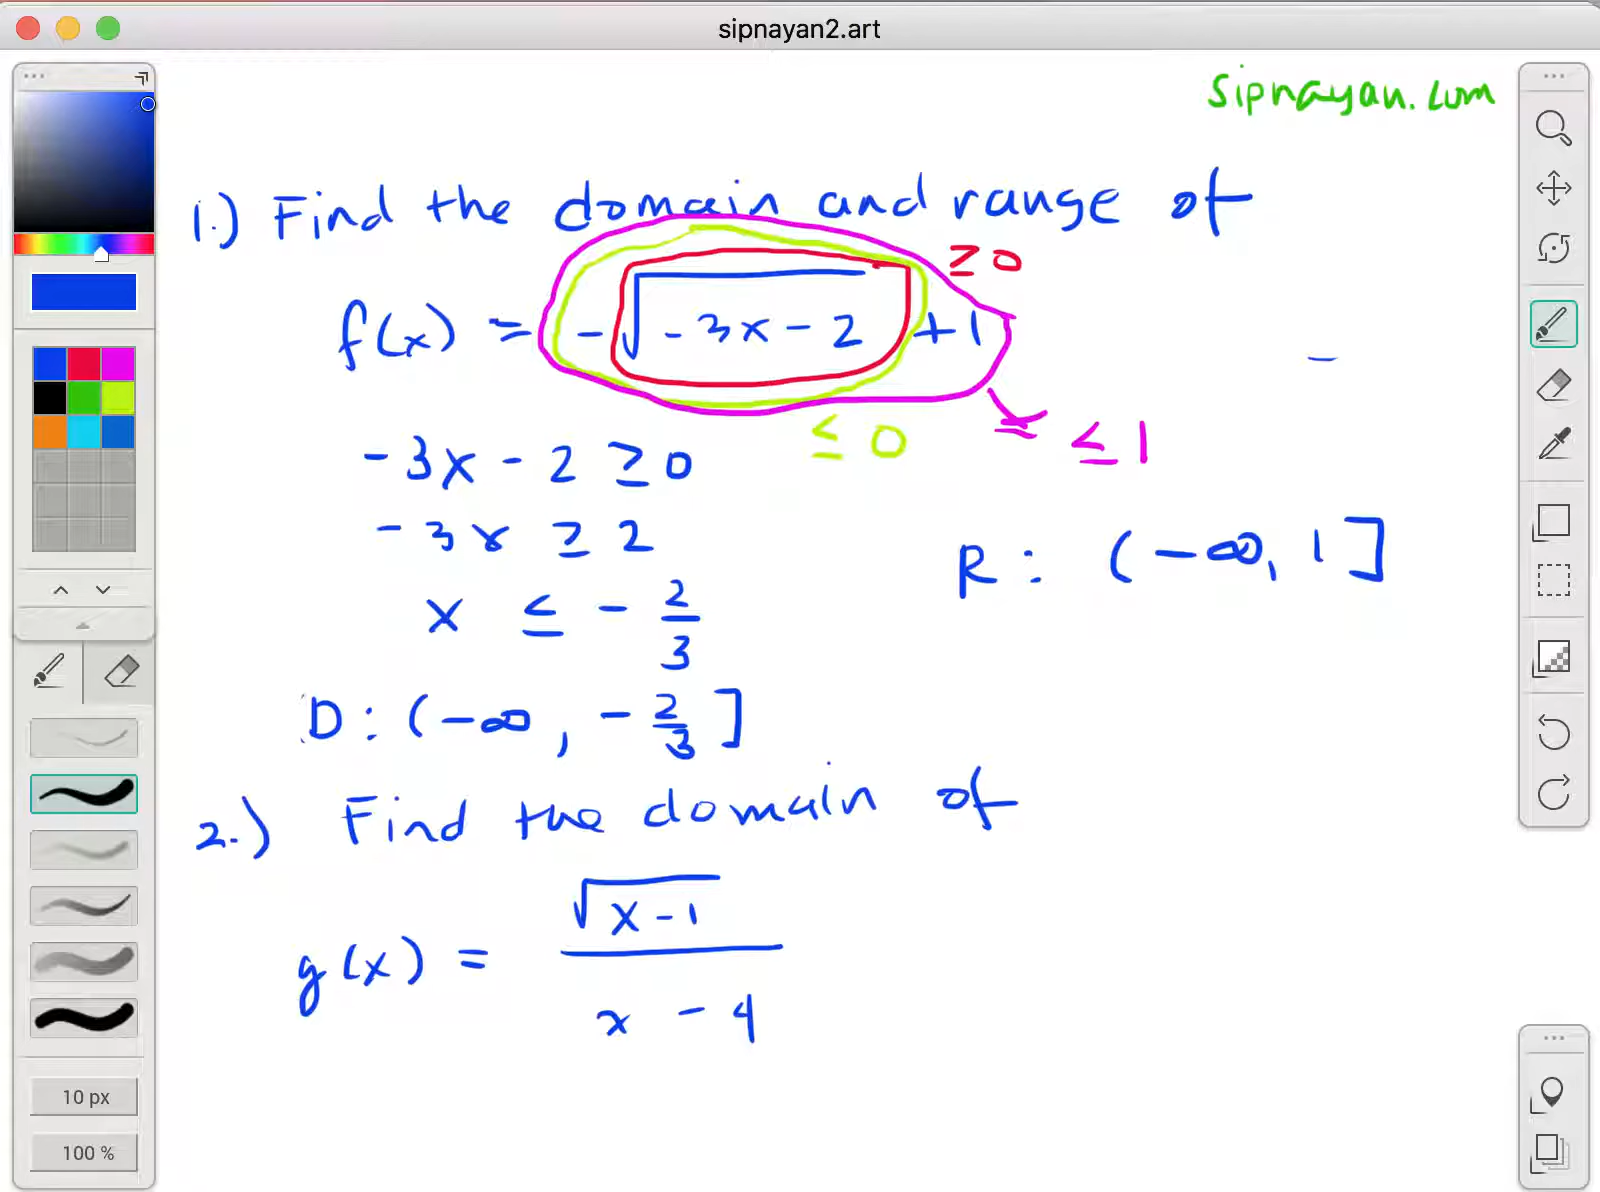 sipnayan2.art
sipnayan.com
1.) Find the domain and range of
f(x) = -√(-3x - 2) + 1
≥ 0
≤ 0
≤ 1
-3x - 2 ≥ 0
-3x ≥ 2
x ≤ - 2/3
R : (-∞, 1]
D : (-∞, - 2/3]
2.) Find the domain of
g(x) = √(x - 1) / (x - 4)
10 px
100 %